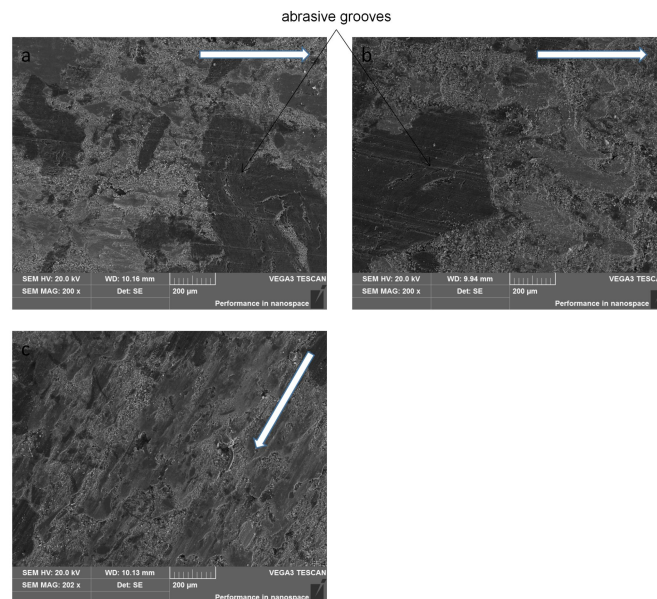 abrasive grooves
a
b
SEM HV: 20.0 kV WD: 10.16 mm VEGA3 TESCAN
SEM MAG: 200 x Det: SE 200 µm
Performance in nanospace
SEM HV: 20.0 kV WD: 9.94 mm VEGA3 TESCA
SEM MAG: 200 x Det: SE 200 µm
Performance in nanospace
c
SEM HV: 20.0 kV WD: 10.13 mm VEGA3 TESCAN
SEM MAG: 202 x Det: SE 200 µm
Performance in nanospace